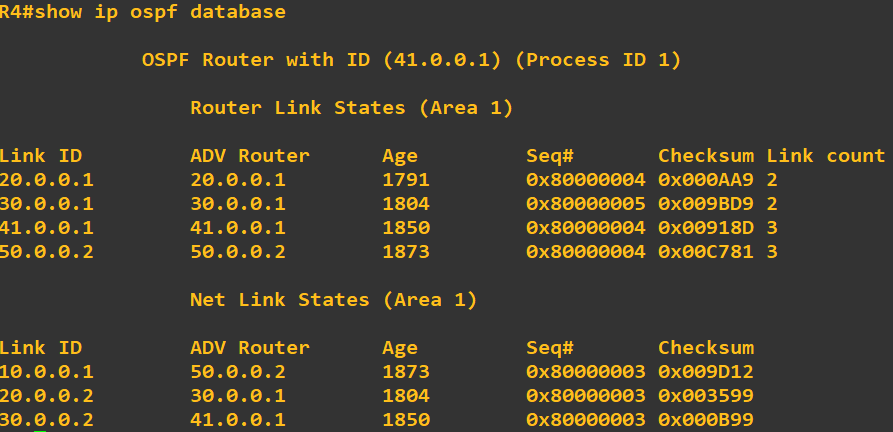 R4#show ip ospf database
OSPF Router with ID (41.0.0.1) (Process ID 1)
Router Link States (Area 1)
Link ID ADV Router Age Seq# Checksum Link count
20.0.0.1 20.0.0.1 1791 0x80000004 0x000AA9 2
30.0.0.1 30.0.0.1 1804 0x80000005 0x009BD9 2
41.0.0.1 41.0.0.1 1850 0x80000004 0x00918D 3
50.0.0.2 50.0.0.2 1873 0x80000004 0x00C781 3
Net Link States (Area 1)
Link ID ADV Router Age Seq# Checksum
10.0.0.1 50.0.0.2 1873 0x80000003 0x009D12
20.0.0.2 30.0.0.1 1804 0x80000003 0x003599
30.0.0.2 41.0.0.1 1850 0x80000003 0x000B99